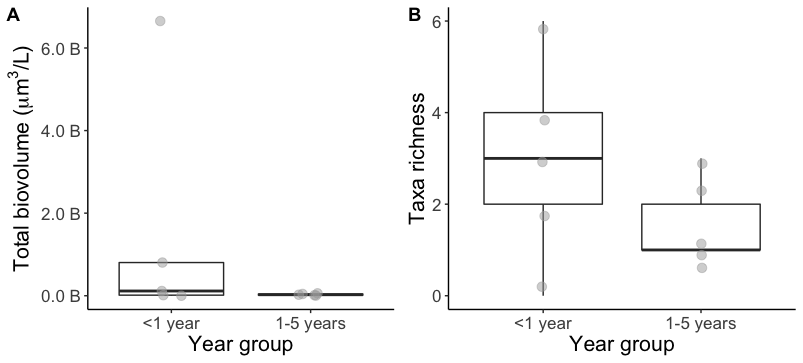 A
Total biovolume (μm³/L)
6.0 B
4.0 B
2.0 B
0.0 B
<1 year
1-5 years
Year group
B
Taxa richness
6
4
2
0
<1 year
1-5 years
Year group